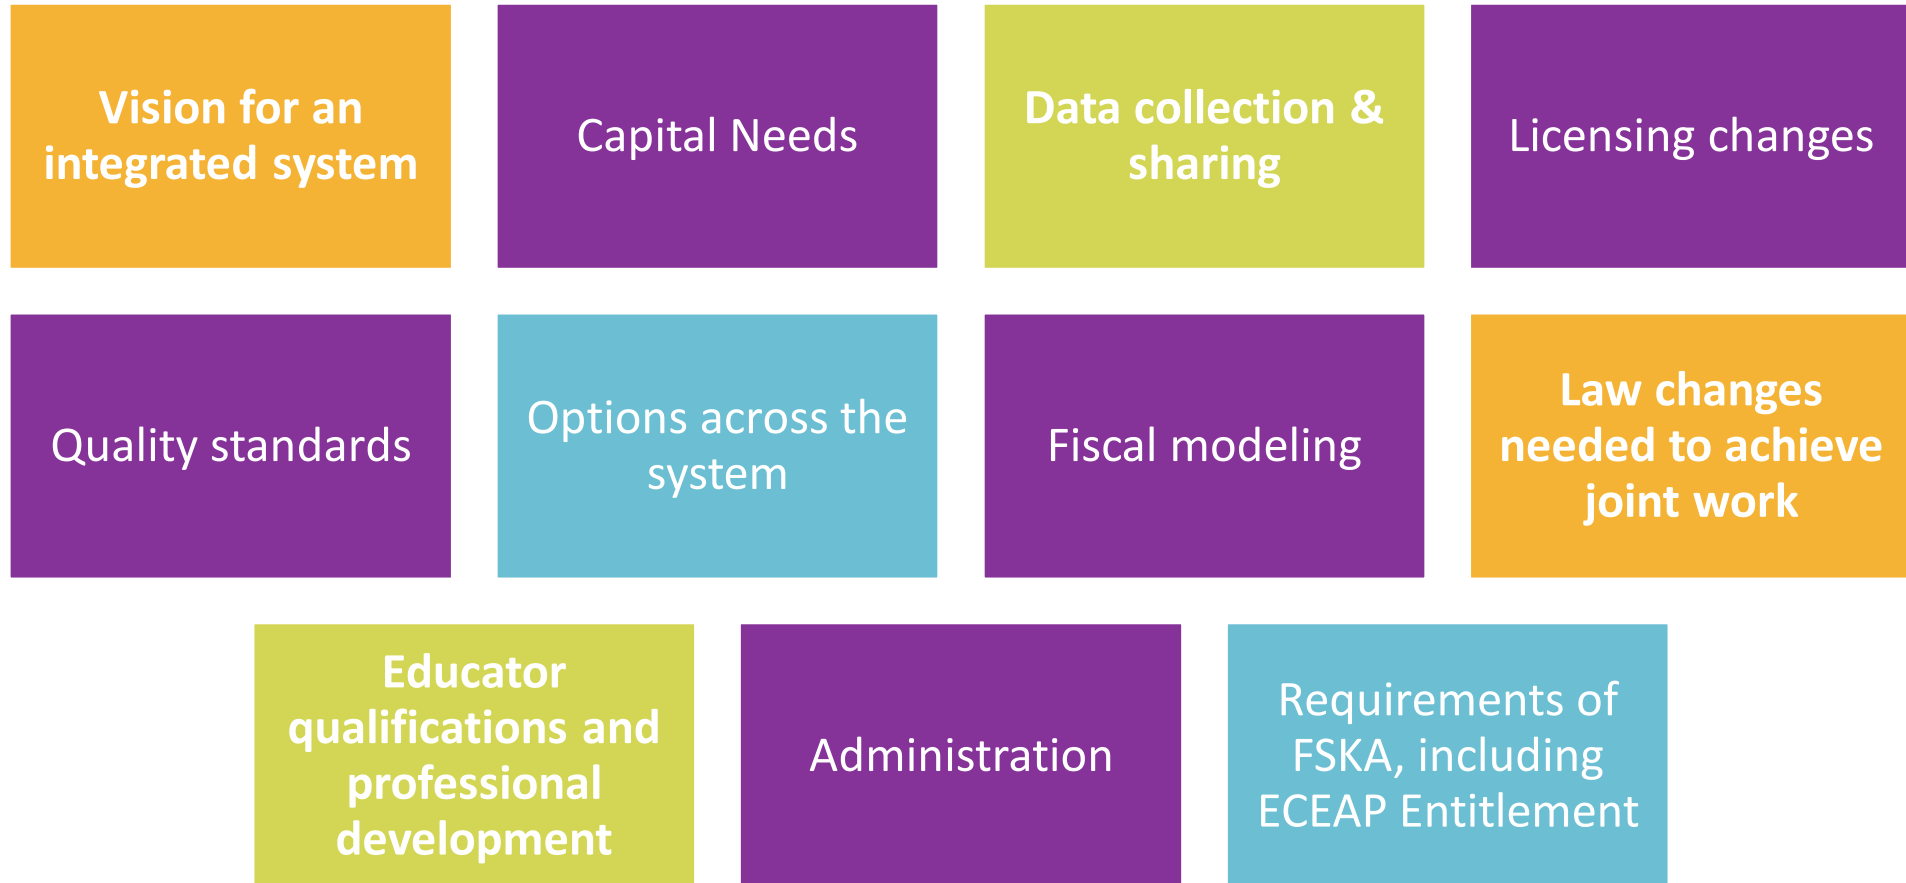 Vision for an
integrated system
Capital Needs
Data collection &
sharing
Licensing changes
Quality standards
Options across the
system
Fiscal modeling
Law changes
needed to achieve
joint work
Educator
qualifications and
professional
development
Administration
Requirements of
FSKA, including
ECEAP Entitlement